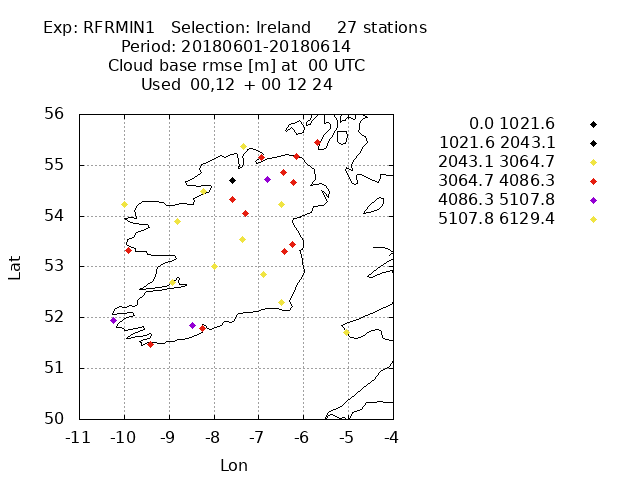 Exp: RFRMIN1 Selection: Ireland 27 stations
Period: 20180601-20180614
Cloud base rmse [m] at 00 UTC
Used 00,12 + 00 12 24
0.0 1021.6
1021.6 2043.1
2043.1 3064.7
3064.7 4086.3
4086.3 5107.8
5107.8 6129.4
56
55
54
53
52
51
50
Lat
-11 -10 -9 -8 -7 -6 -5 -4
Lon